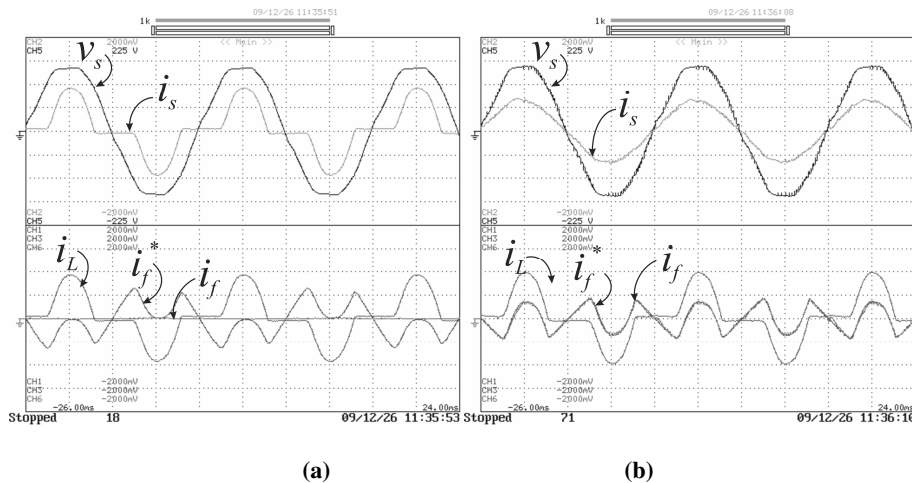 09/12/26 11:35:51
1k
CH2 2000mV
CH5 225 V
<< Main >>
v_s
i_s
CH2 -2000mV
CH5 -225 V
CH1 2000mV
CH3 2000mV
CH6 2000mV
i_L
i_f^*
i_f
CH1 -2000mV
CH3 -2000mV
CH6 -2000mV
-26.00ms
24.00ms
Stopped 18 09/12/26 11:35:53
(a)
09/12/26 11:36:08
1k
CH2 2000mV
CH5 225 V
<< Main >>
v_s
i_s
CH2 -2000mV
CH5 -225 V
CH1 2000mV
CH3 2000mV
CH6 2000mV
i_L
i_f^*
i_f
CH1 -2000mV
CH3 -2000mV
CH6 -2000mV
-26.00ms
24.00ms
Stopped 71 09/12/26 11:36:10
(b)